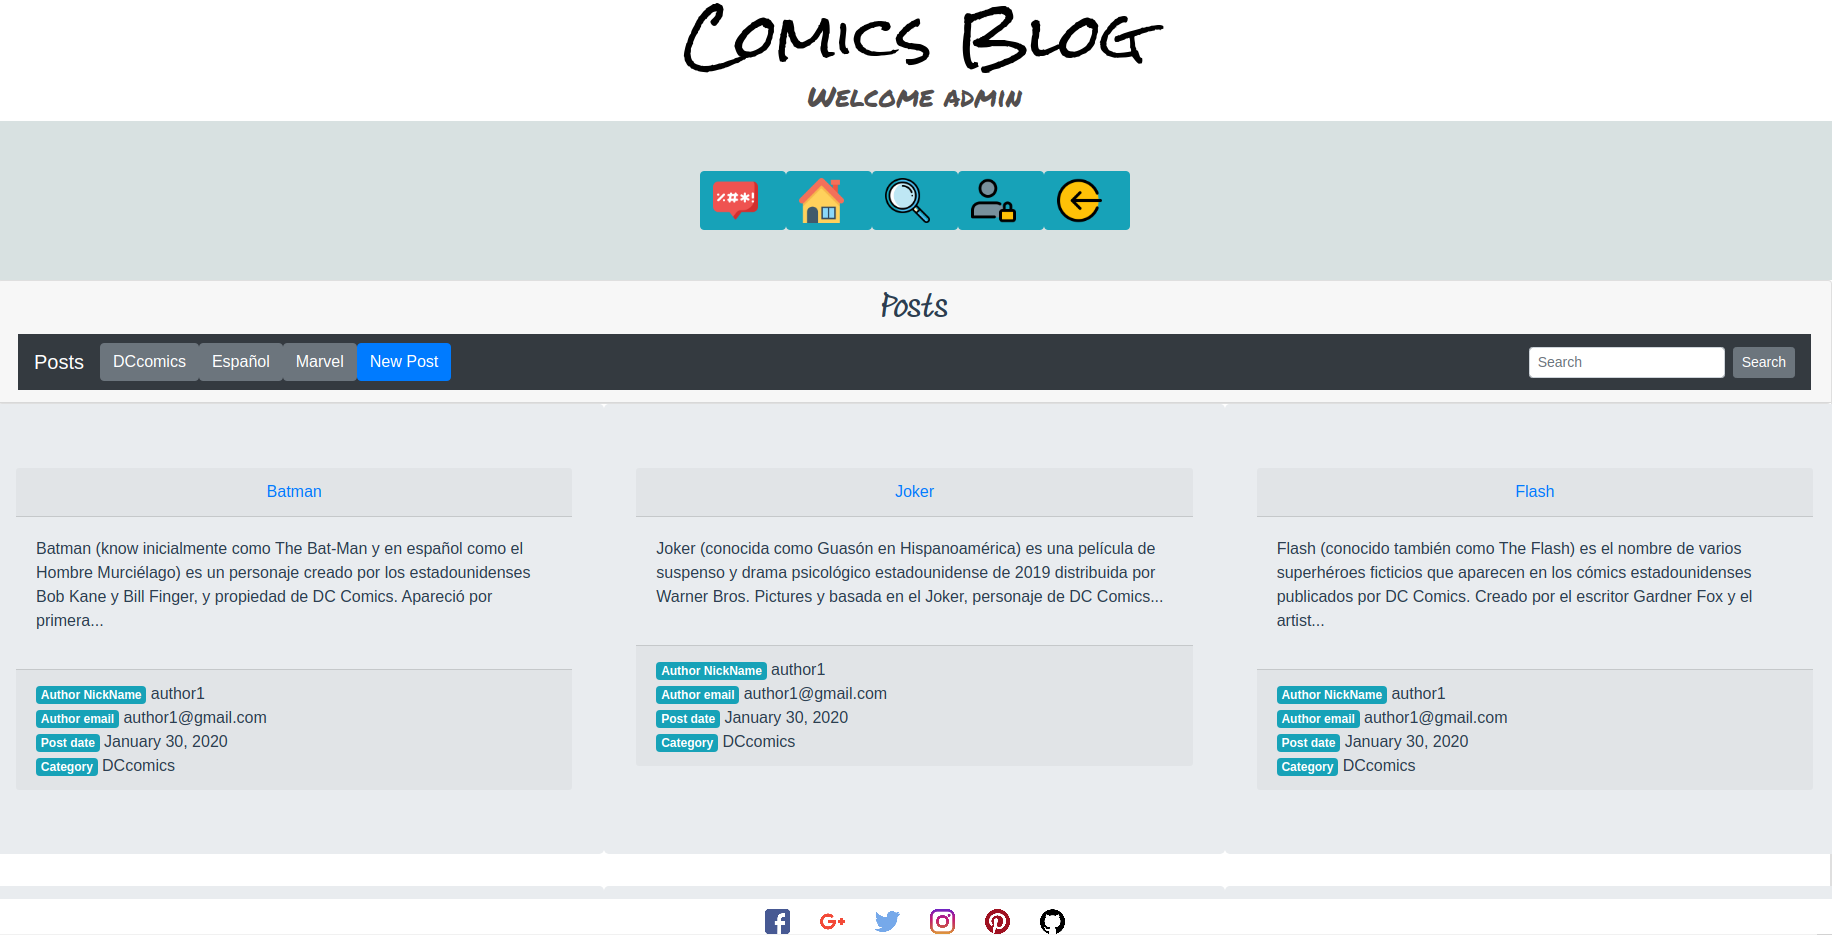 Comics Blog
Welcome admin
%#*!
Posts
Posts DCcomics Español Marvel New Post Search Search
Batman
Batman (know inicialmente como The Bat-Man y en español como el
Hombre Murciélago) es un personaje creado por los estadounidenses
Bob Kane y Bill Finger, y propiedad de DC Comics. Apareció por
primera...
Author NickName author1
Author email author1@gmail.com
Post date January 30, 2020
Category DCcomics
Joker
Joker (conocida como Guasón en Hispanoamérica) es una película de
suspenso y drama psicológico estadounidense de 2019 distribuida por
Warner Bros. Pictures y basada en el Joker, personaje de DC Comics...
Author NickName author1
Author email author1@gmail.com
Post date January 30, 2020
Category DCcomics
Flash
Flash (conocido también como The Flash) es el nombre de varios
superhéroes ficticios que aparecen en los cómics estadounidenses
publicados por DC Comics. Creado por el escritor Gardner Fox y el
artist...
Author NickName author1
Author email author1@gmail.com
Post date January 30, 2020
Category DCcomics